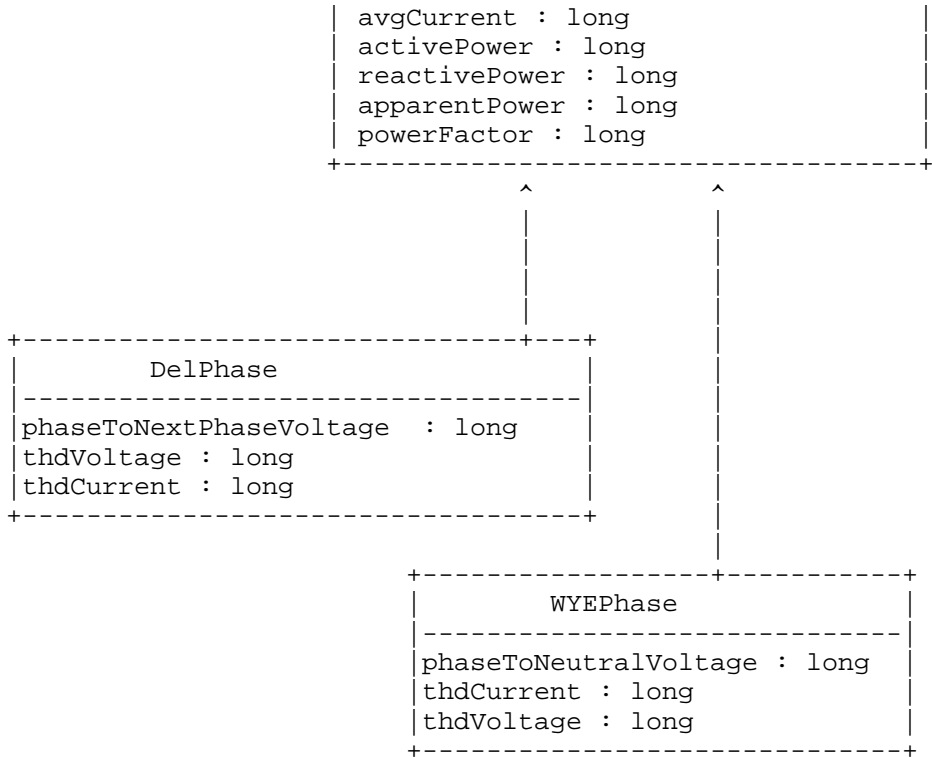 | avgCurrent : long |
| activePower : long |
| reactivePower : long |
| apparentPower : long |
| powerFactor : long |
+------------------------------------+
^ ^
| |
| |
| |
| |
| |
+-------------------------------+---+ |
| DelPhase | |
|-----------------------------------| |
|phaseToNextPhaseVoltage : long | |
|thdVoltage : long | |
|thdCurrent : long | |
+-----------------------------------+ |
|
+------------------+-----------+
| WYEPhase |
|------------------------------|
|phaseToNeutralVoltage : long |
|thdCurrent : long |
|thdVoltage : long |
+------------------------------+